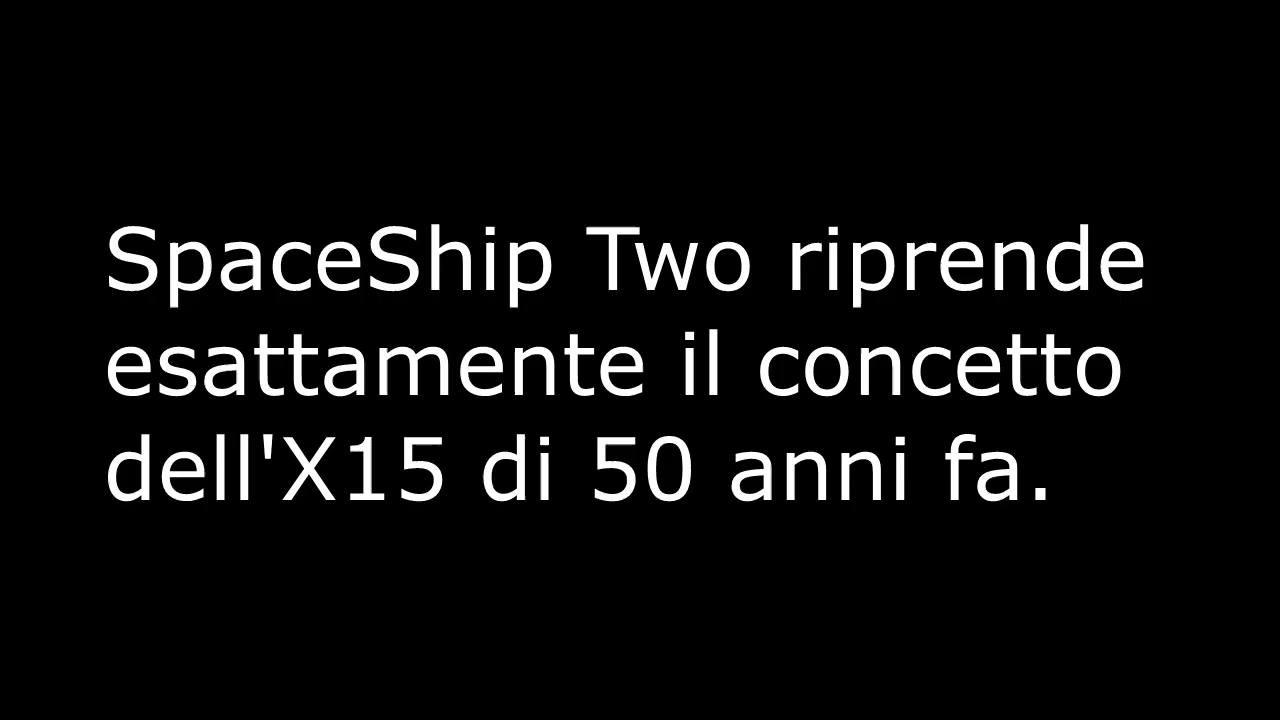 SpaceShip Two riprende
esattamente il concetto
dell'X15 di 50 anni fa.